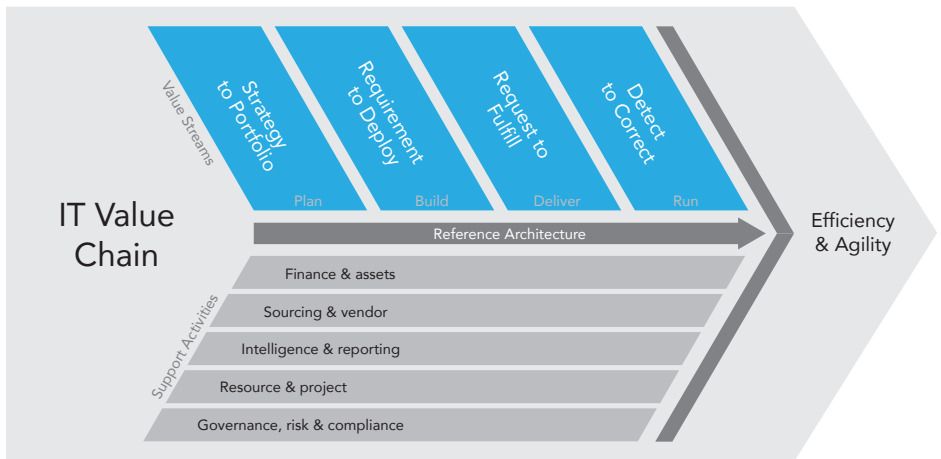 IT Value
Chain
Value Streams
Strategy
to Portfolio
Plan
Requirement
to Deploy
Build
Request to
Fulfill
Deliver
Detect
to Correct
Run
Reference Architecture
Efficiency
& Agility
Support Activities
Finance & assets
Sourcing & vendor
Intelligence & reporting
Resource & project
Governance, risk & compliance